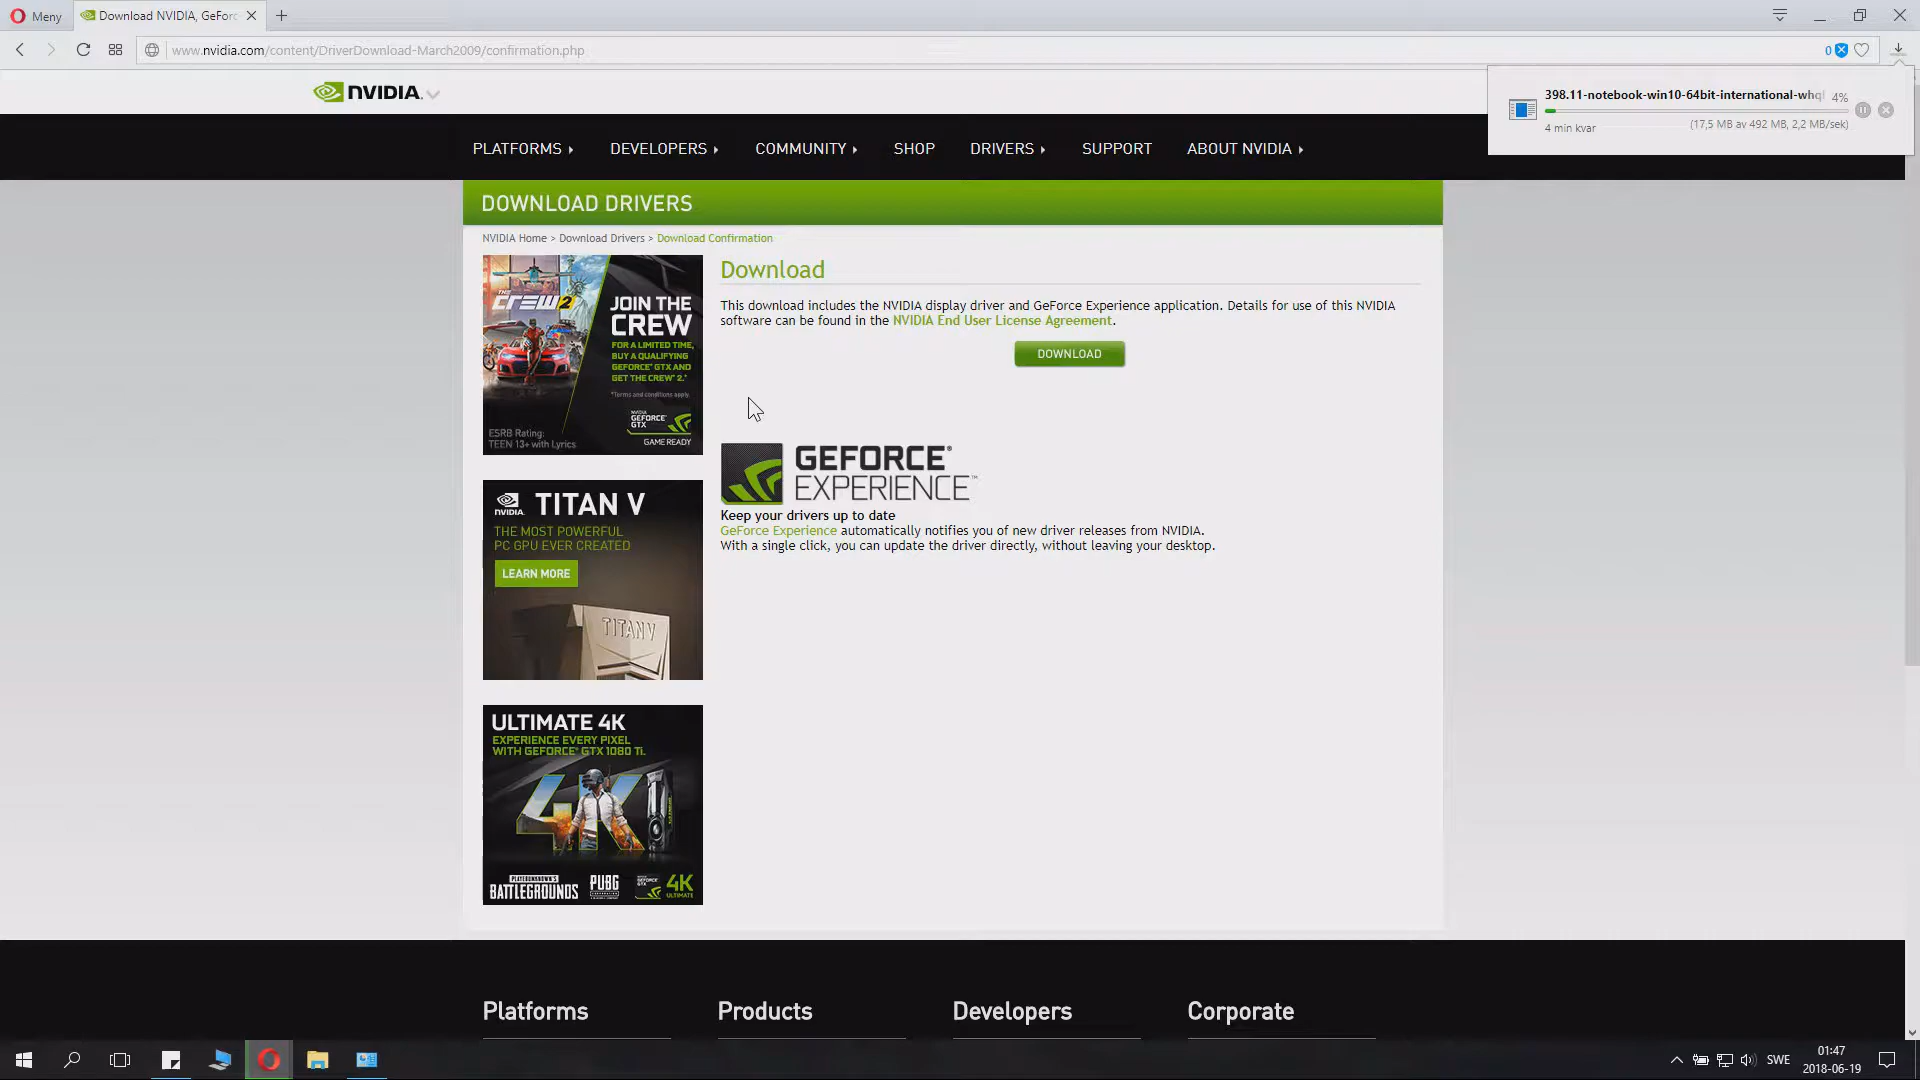 Meny
Download NVIDIA, GeForc
www.nvidia.com/content/DriverDownload-March2009/confirmation.php
0
398.11-notebook-win10-64bit-international-whql
4%
4 min kvar
(17,5 MB av 492 MB, 2,2 MB/sek)
NVIDIA.
PLATFORMS
DEVELOPERS
COMMUNITY
SHOP
DRIVERS
SUPPORT
ABOUT NVIDIA
DOWNLOAD DRIVERS
NVIDIA Home > Download Drivers > Download Confirmation
THE CREW 2
JOIN THE
CREW
FOR A LIMITED TIME,
BUY A QUALIFYING
GEFORCE® GTX AND
GET THE CREW® 2.*
*Terms and conditions apply.
NVIDIA
GEFORCE
GTX
GAME READY
ESRB Rating:
TEEN 13+ with Lyrics
Download
This download includes the NVIDIA display driver and GeForce Experience application. Details for use of this NVIDIA
software can be found in the NVIDIA End User License Agreement.
DOWNLOAD
GEFORCE®
EXPERIENCE™
Keep your drivers up to date
GeForce Experience automatically notifies you of new driver releases from NVIDIA.
With a single click, you can update the driver directly, without leaving your desktop.
NVIDIA.
TITAN V
THE MOST POWERFUL
PC GPU EVER CREATED
LEARN MORE
TITAN V
ULTIMATE 4K
EXPERIENCE EVERY PIXEL
WITH GEFORCE® GTX 1080 Ti.
4K
PLAYERUNKNOWN'S
BATTLEGROUNDS
PUBG
GEFORCE
GTX
4K
ULTIMATE
Platforms
Products
Developers
Corporate
SWE
01:47
2018-06-19